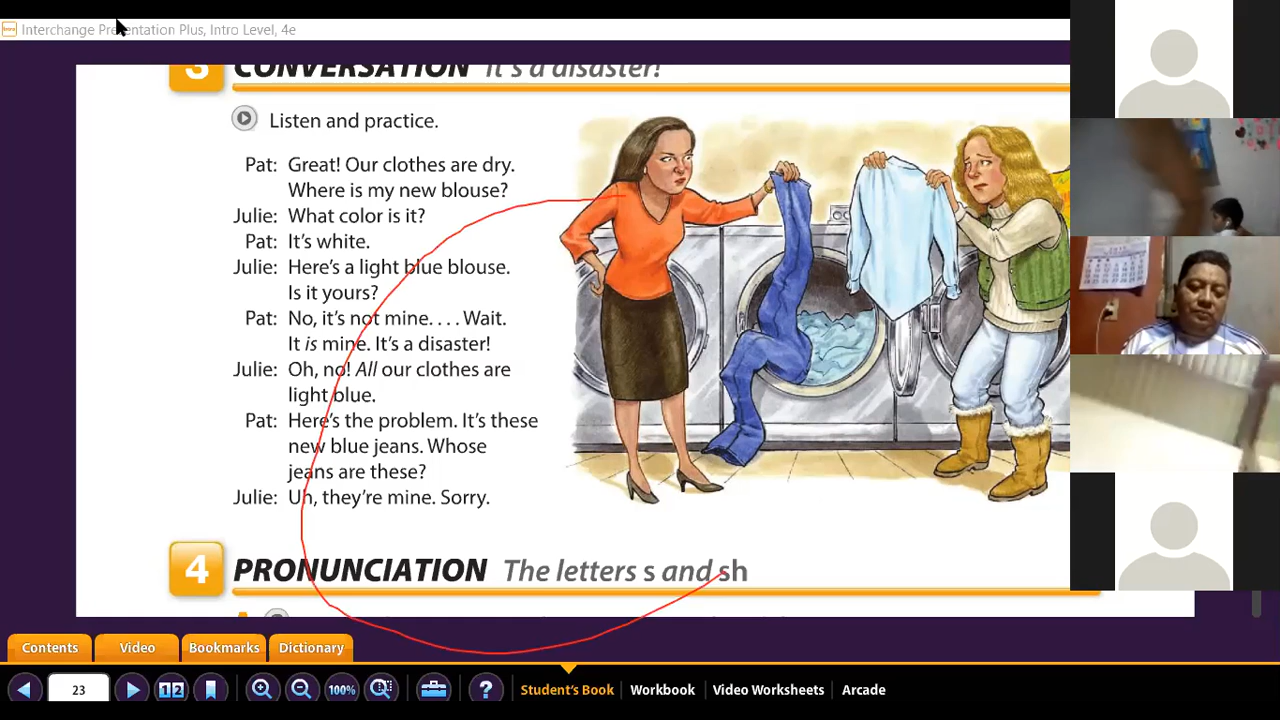 Interchange Presentation Plus, Intro Level, 4e
3 CONVERSATION It's a disaster!
Listen and practice.
Pat: Great! Our clothes are dry.
Where is my new blouse?
Julie: What color is it?
Pat: It's white.
Julie: Here's a light blue blouse.
Is it yours?
Pat: No, it's not mine. . . . Wait.
It is mine. It's a disaster!
Julie: Oh, no! All our clothes are
light blue.
Pat: Here's the problem. It's these
new blue jeans. Whose
jeans are these?
Julie: Uh, they're mine. Sorry.
4 PRONUNCIATION The letters s and sh
Contents Video Bookmarks Dictionary
23 12 100% ? Student's Book Workbook Video Worksheets Arcade